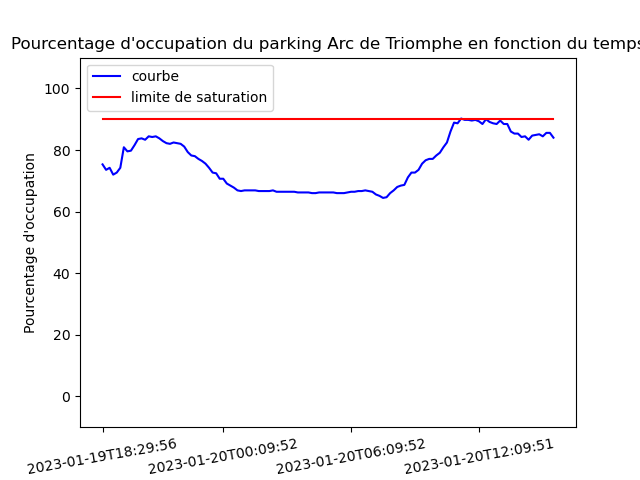 Pourcentage d'occupation du parking Arc de Triomphe en fonction du temps
courbe
limite de saturation
Pourcentage d'occupation
100
80
60
40
20
0
2023-01-19T18:29:56
2023-01-20T00:09:52
2023-01-20T06:09:52
2023-01-20T12:09:51